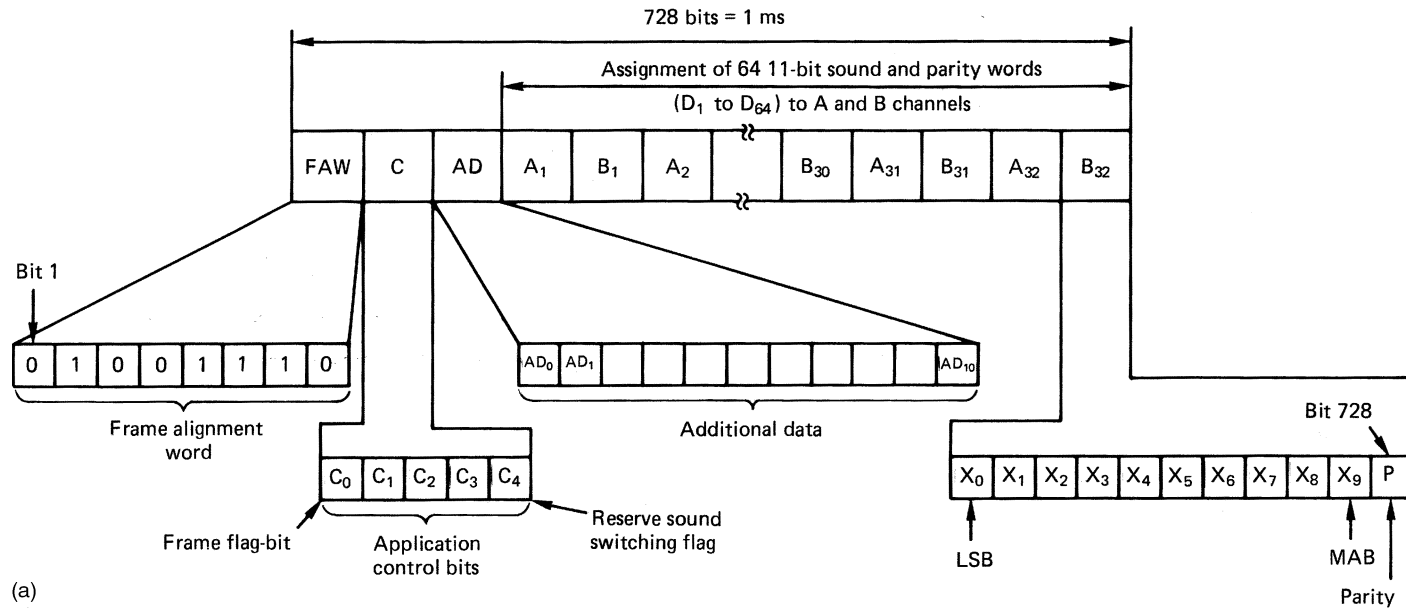 728 bits = 1 ms
Assignment of 64 11-bit sound and parity words
(D₁ to D₆₄) to A and B channels
FAW C AD A₁ B₁ A₂ B₃₀ A₃₁ B₃₁ A₃₂ B₃₂
Bit 1
0 1 0 0 1 1 1 0
AD₀ AD₁ AD₁₀
Frame alignment
word
Additional data
Bit 728
C₀ C₁ C₂ C₃ C₄
X₀ X₁ X₂ X₃ X₄ X₅ X₆ X₇ X₈ X₉ P
Frame flag-bit
Application
control bits
Reserve sound
switching flag
LSB
MAB
Parity
(a)